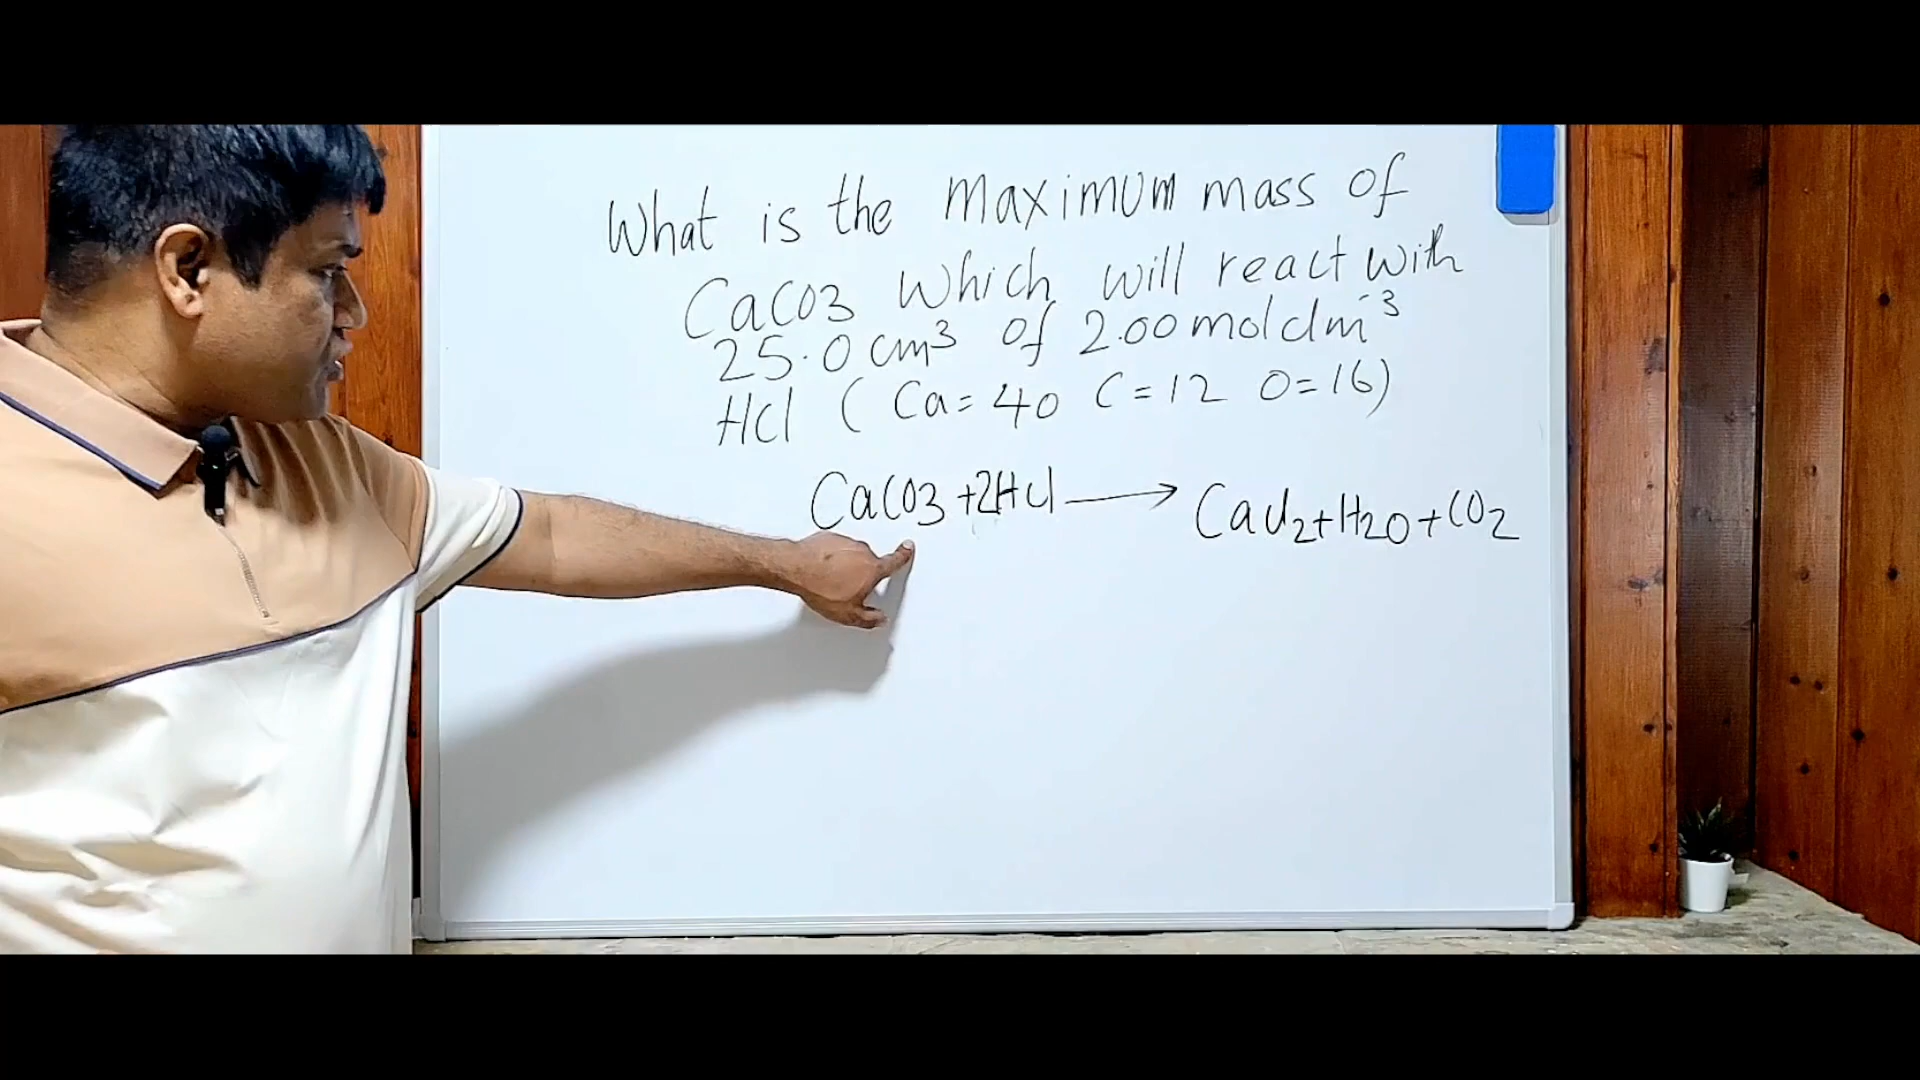 What is the maximum mass of
CaCO3 which will react with
25.0 cm³ of 2.00 mol dm⁻³
HCl ( Ca = 40 C = 12 O = 16)
CaCO3 + 2HCl → CaCl2 + H2O + CO2